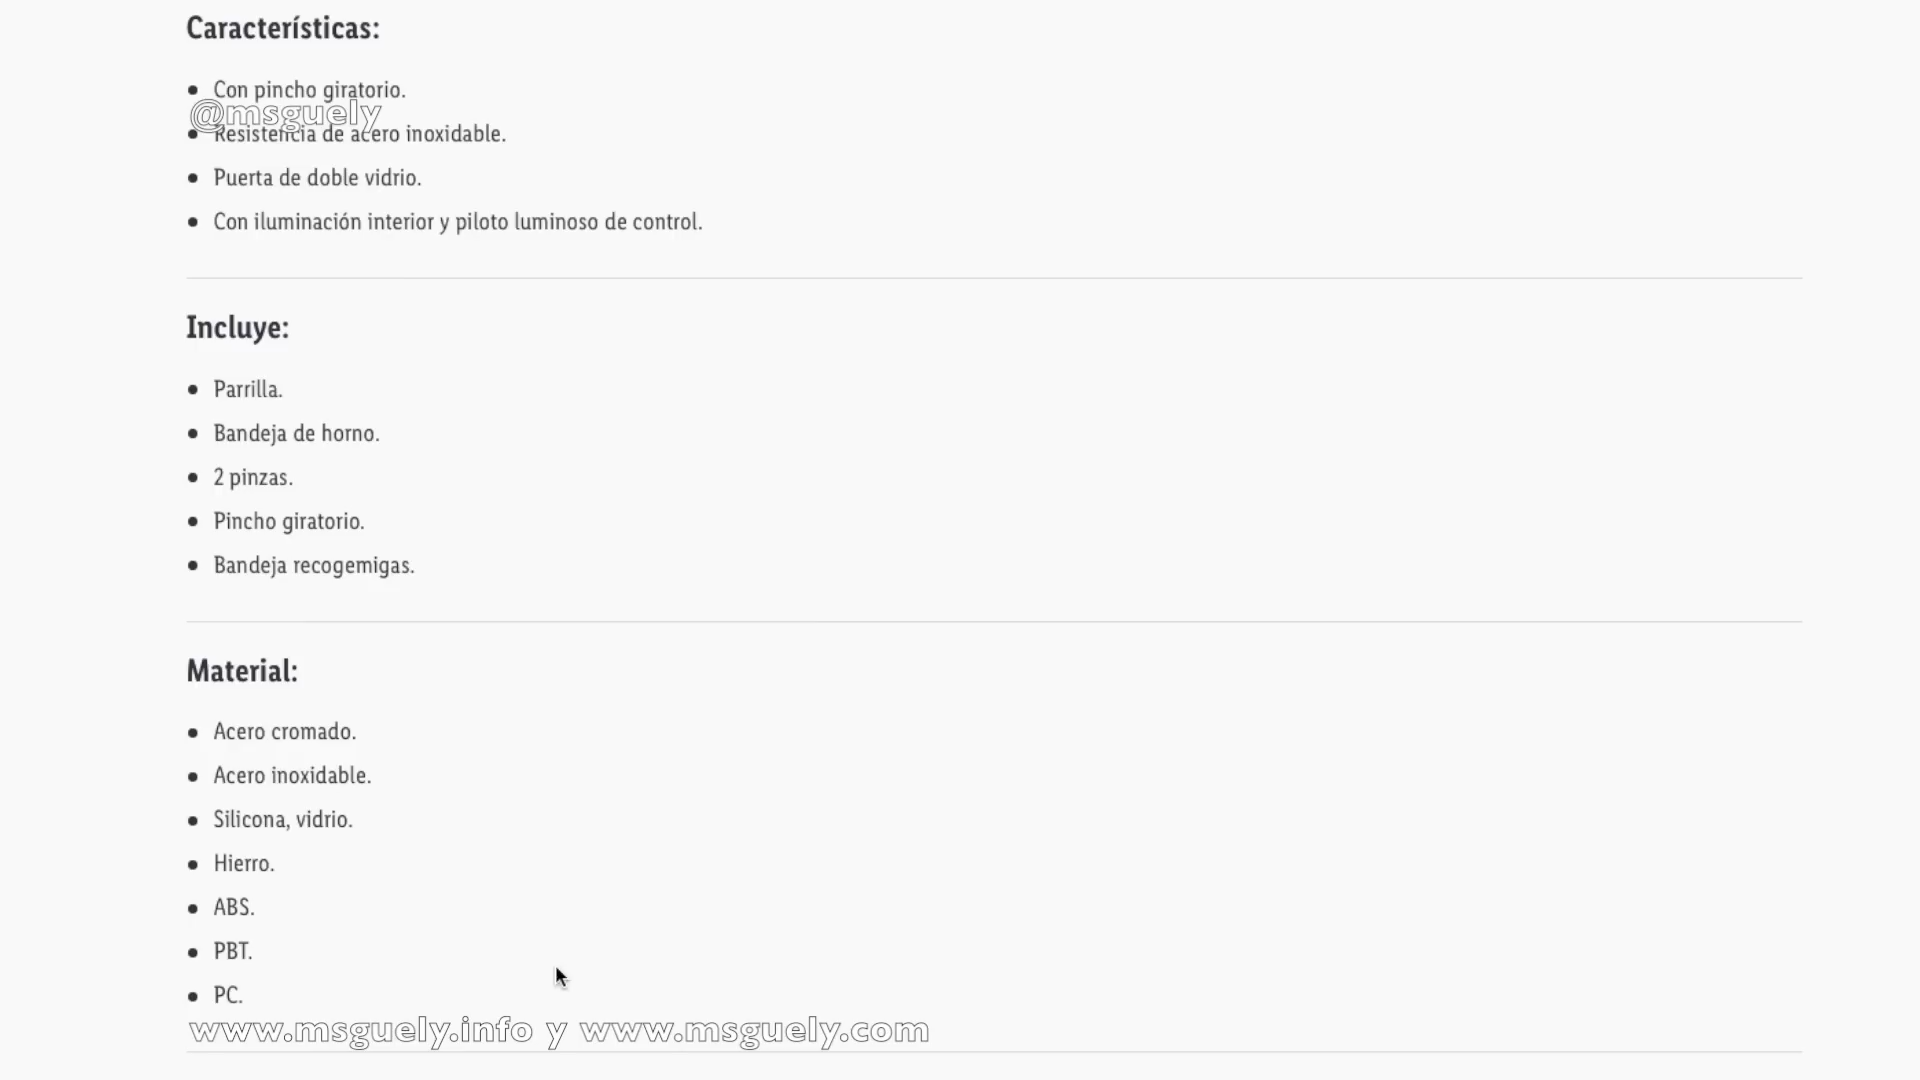 Características:
Con pincho giratorio.
@msguely
Resistencia de acero inoxidable.
Puerta de doble vidrio.
Con iluminación interior y piloto luminoso de control.
Incluye:
Parrilla.
Bandeja de horno.
2 pinzas.
Pincho giratorio.
Bandeja recogemigas.
Material:
Acero cromado.
Acero inoxidable.
Silicona, vidrio.
Hierro.
ABS.
PBT.
PC.
www.msguely.info y www.msguely.com